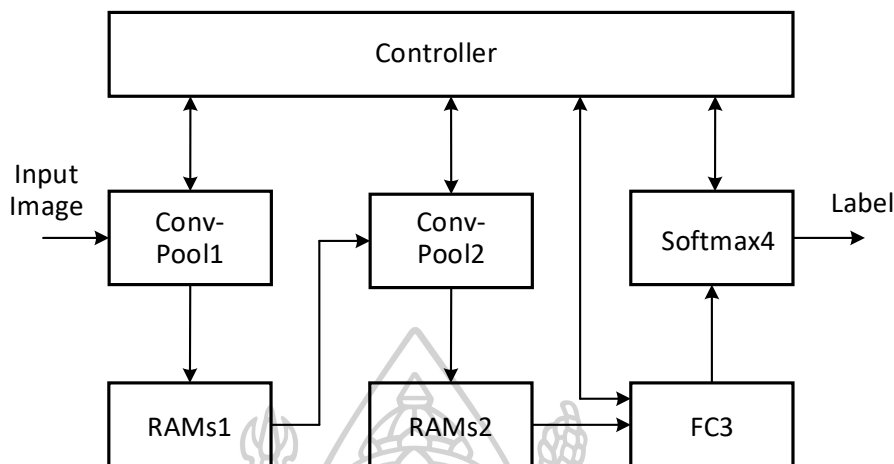 Controller
Input
Image
Conv-
Pool1
Conv-
Pool2
Softmax4
Label
RAMs1
RAMs2
FC3